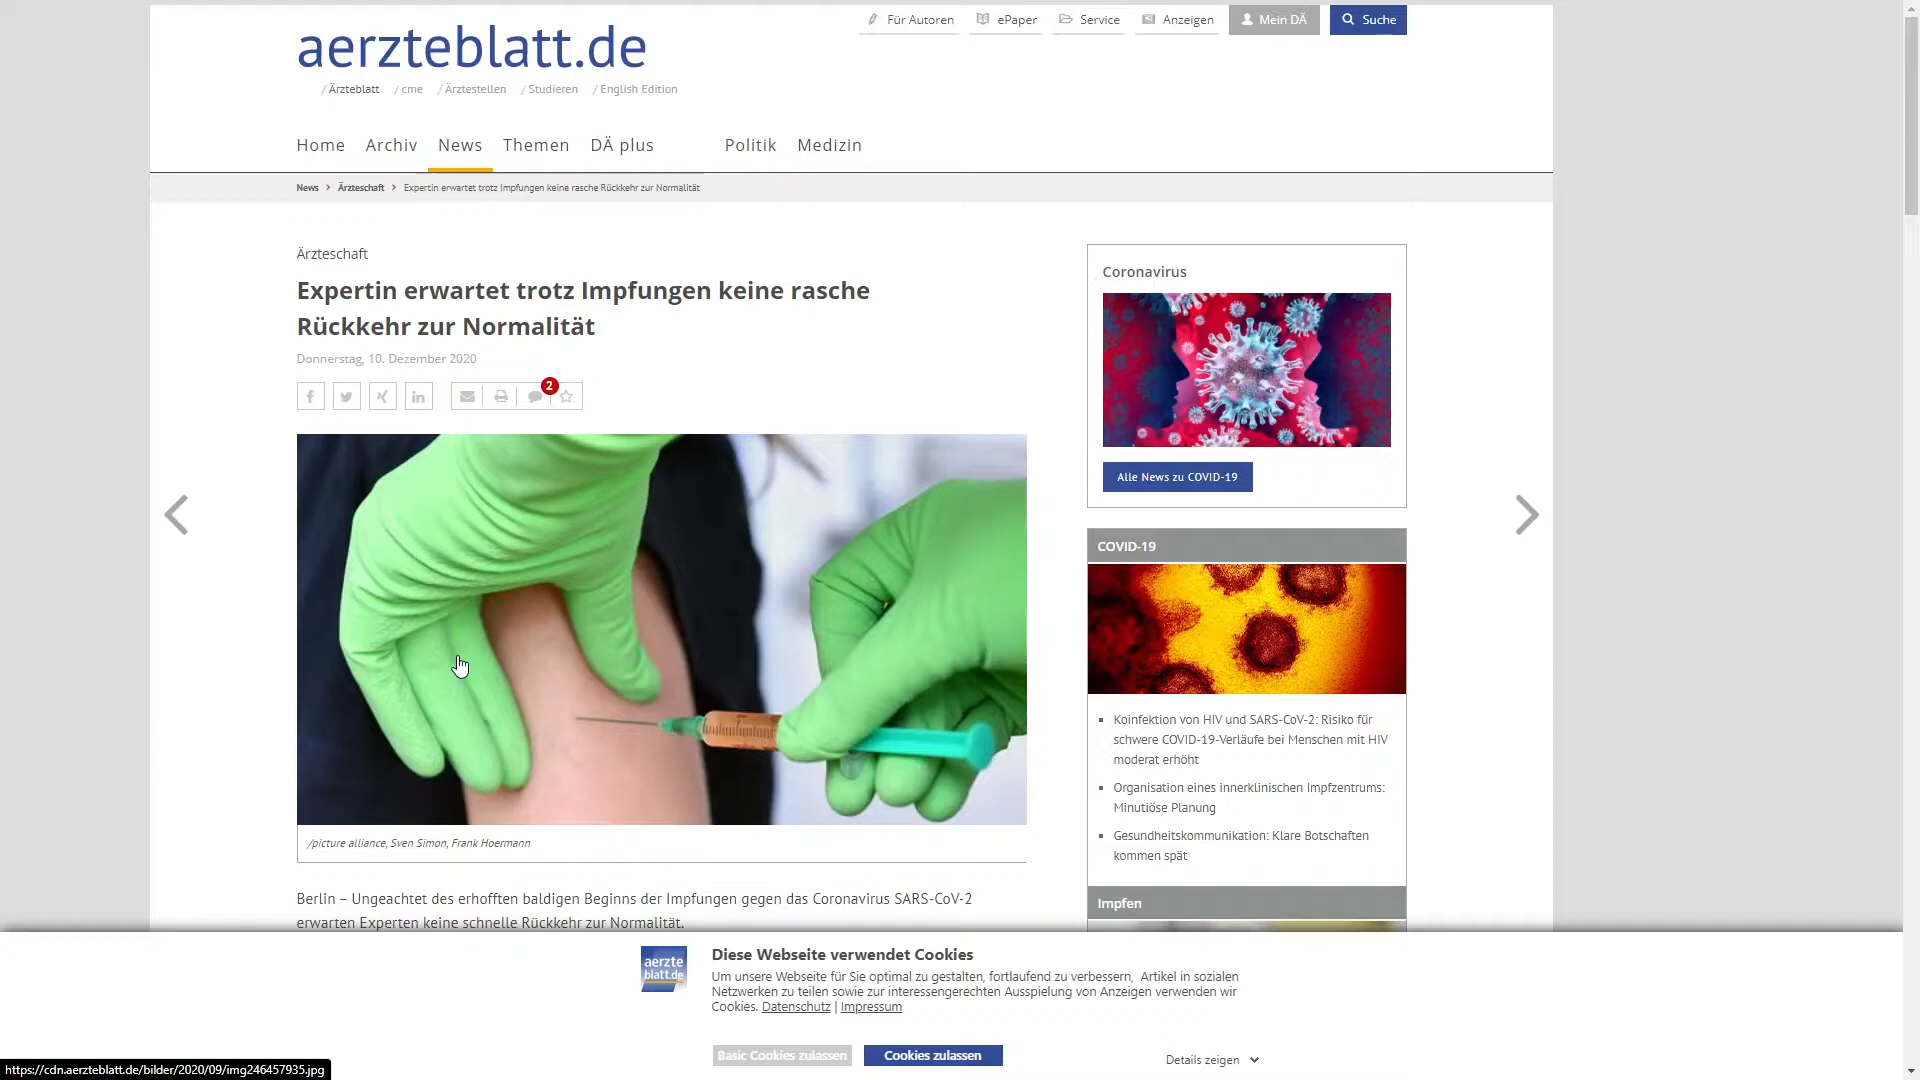 Für Autoren ePaper Service Anzeigen Mein DÄ Suche
aerzteblatt.de
/ Ärzteblatt / cme / Ärztestellen / Studieren / English Edition
Home Archiv News Themen DÄ plus Politik Medizin
News > Ärzteschaft > Expertin erwartet trotz Impfungen keine rasche Rückkehr zur Normalität
Ärzteschaft
Expertin erwartet trotz Impfungen keine rasche
Rückkehr zur Normalität
Donnerstag, 10. Dezember 2020
2
/picture alliance, Sven Simon, Frank Hoermann
Berlin – Ungeachtet des erhofften baldigen Beginns der Impfungen gegen das Coronavirus SARS-CoV-2
erwarten Experten keine schnelle Rückkehr zur Normalität.
Coronavirus
Alle News zu COVID-19
COVID-19
Koinfektion von HIV und SARS-CoV-2: Risiko für
schwere COVID-19-Verläufe bei Menschen mit HIV
moderat erhöht
Organisation eines innerklinischen Impfzentrums:
Minutiöse Planung
Gesundheitskommunikation: Klare Botschaften
kommen spät
Impfen
aerzte
blatt.de
Diese Webseite verwendet Cookies
Um unsere Webseite für Sie optimal zu gestalten, fortlaufend zu verbessern, Artikel in sozialen
Netzwerken zu teilen sowie zur interessengerechten Ausspielung von Anzeigen verwenden wir
Cookies. Datenschutz | Impressum
Basic Cookies zulassen Cookies zulassen Details zeigen
https://cdn.aerzteblatt.de/bilder/2020/09/img246457935.jpg